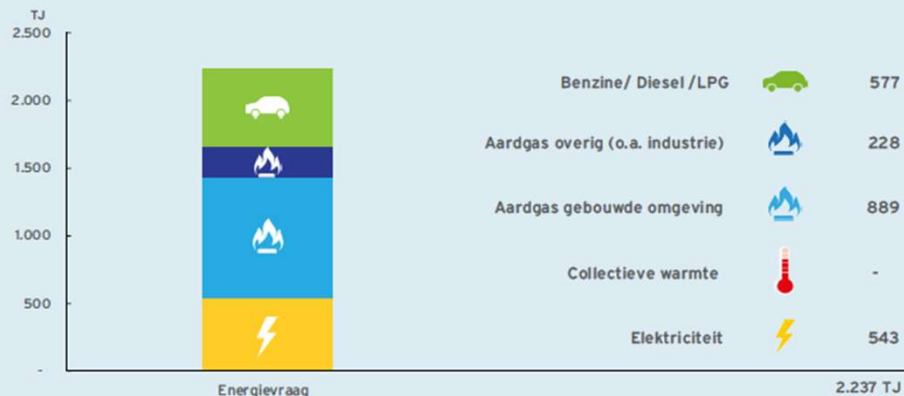 TJ
2.500
2.000
1.500
1.000
500
-
Energievraag
Benzine/ Diesel /LPG 577
Aardgas overig (o.a. industrie) 228
Aardgas gebouwde omgeving 889
Collectieve warmte -
Elektriciteit 543
2.237 TJ